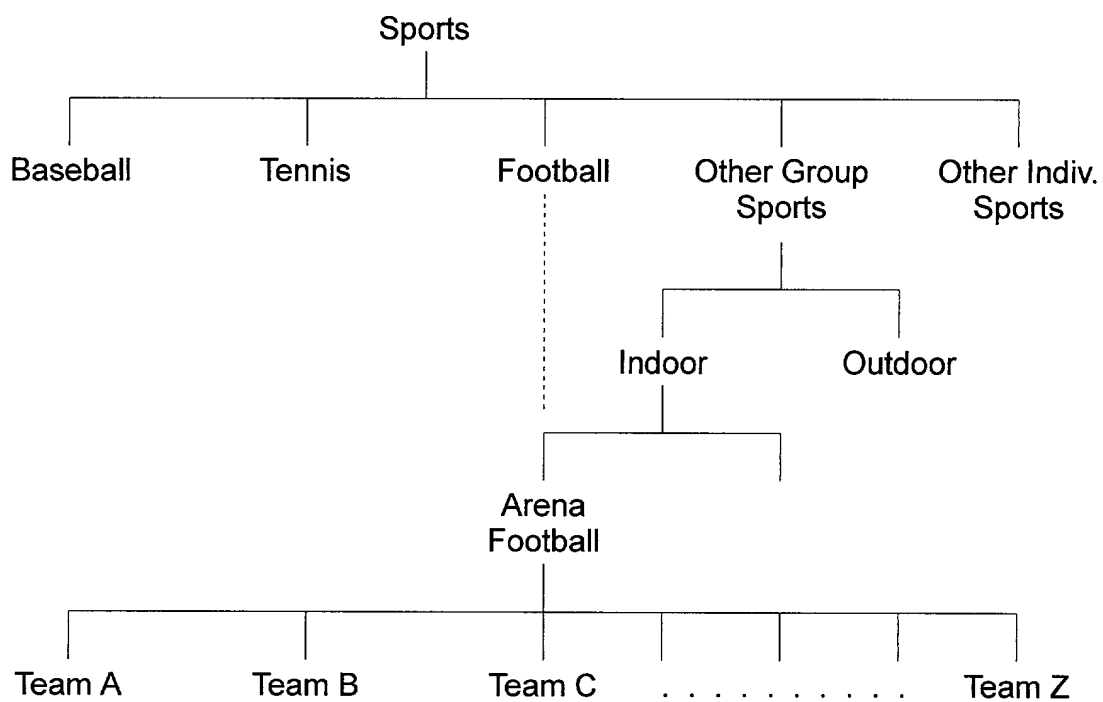 Sports
Baseball
Tennis
Football
Other Group
Sports
Other Indiv.
Sports
Indoor
Outdoor
Arena
Football
Team A
Team B
Team C
. . . . . . . . . .
Team Z